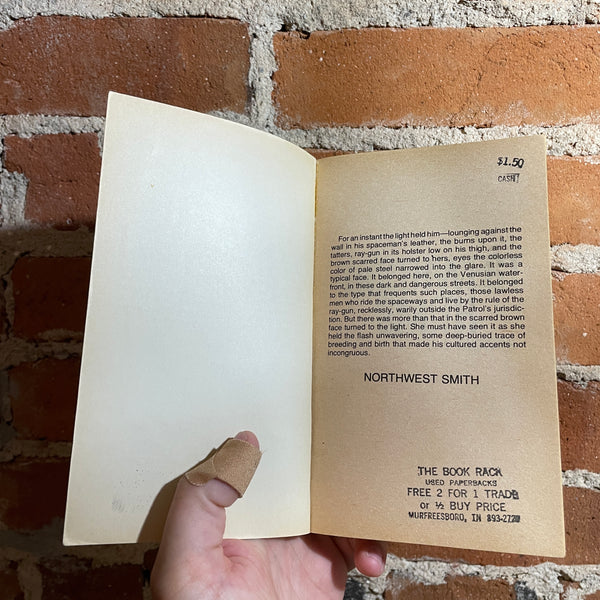 $1.50
CASH
For an instant the light held him—lounging against the
wall in his spaceman's leather, the burns upon it, the
tatters, ray-gun in its holster low on his thigh, and the
brown scarred face turned to hers, eyes the colorless
color of pale steel narrowed into the glare. It was a
typical face. It belonged here, on the Venusian water-
front, in these dark and dangerous streets. It belonged
to the type that frequents such places, those lawless
men who ride the spaceways and live by the rule of the
ray-gun, recklessly, warily outside the Patrol's jurisdic-
tion. But there was more than that in the scarred brown
face turned to the light. She must have seen it as she
held the flash unwavering, some deep-buried trace of
breeding and birth that made his cultured accents not
incongruous.
NORTHWEST SMITH
THE BOOK RACK
USED PAPERBACKS
FREE 2 FOR 1 TRADE
or ½ BUY PRICE
MURFREESBORO, TN 893-2720